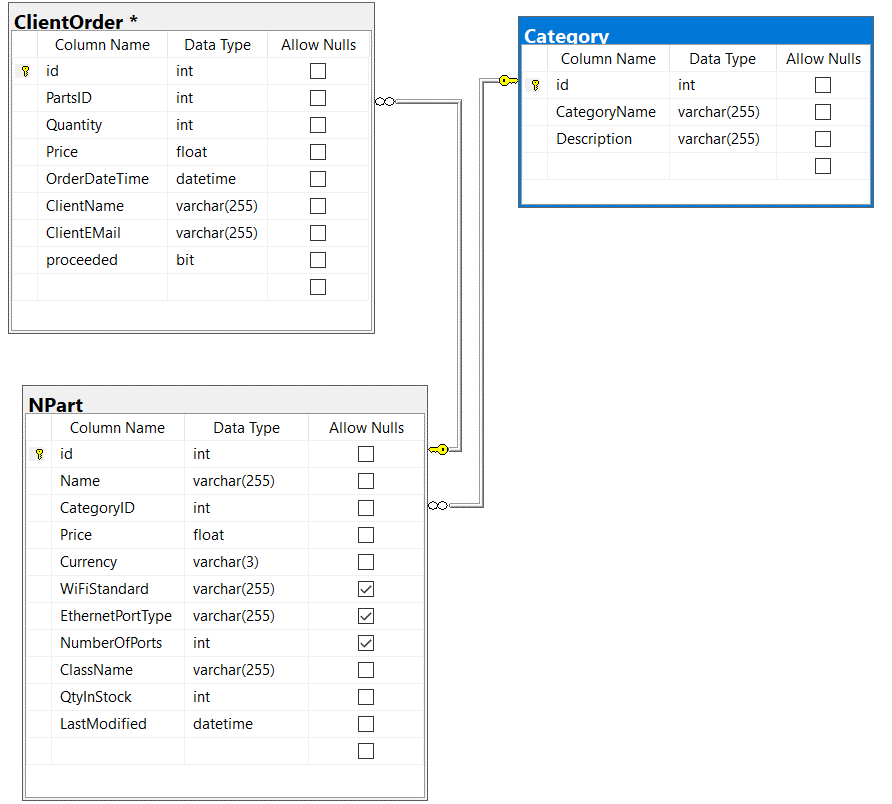 ClientOrder *
Column Name Data Type Allow Nulls
id int
PartsID int
Quantity int
Price float
OrderDateTime datetime
ClientName varchar(255)
ClientEMail varchar(255)
proceeded bit
Category
Column Name Data Type Allow Nulls
id int
CategoryName varchar(255)
Description varchar(255)
NPart
Column Name Data Type Allow Nulls
id int
Name varchar(255)
CategoryID int
Price float
Currency varchar(3)
WiFiStandard varchar(255)
EthernetPortType varchar(255)
NumberOfPorts int
ClassName varchar(255)
QtyInStock int
LastModified datetime